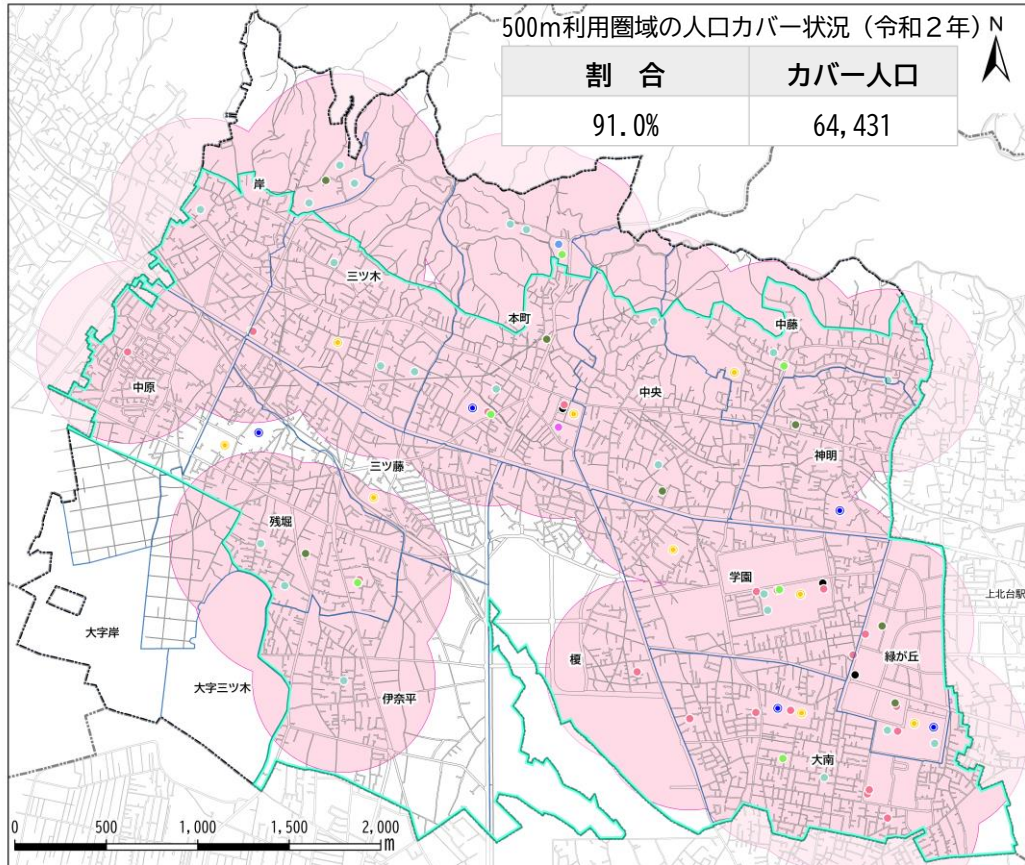 500m利用圏域の人口カバー状況（令和２年）
N
割　合
カバー人口
91.0%
64,431
岸
三ツ木
本町
中藤
中原
中央
神明
三ツ藤
残堀
学園
上北台駅
大字岸
榎
緑が丘
大字三ツ木
伊奈平
大南
0 500 1,000 1,500 2,000
m